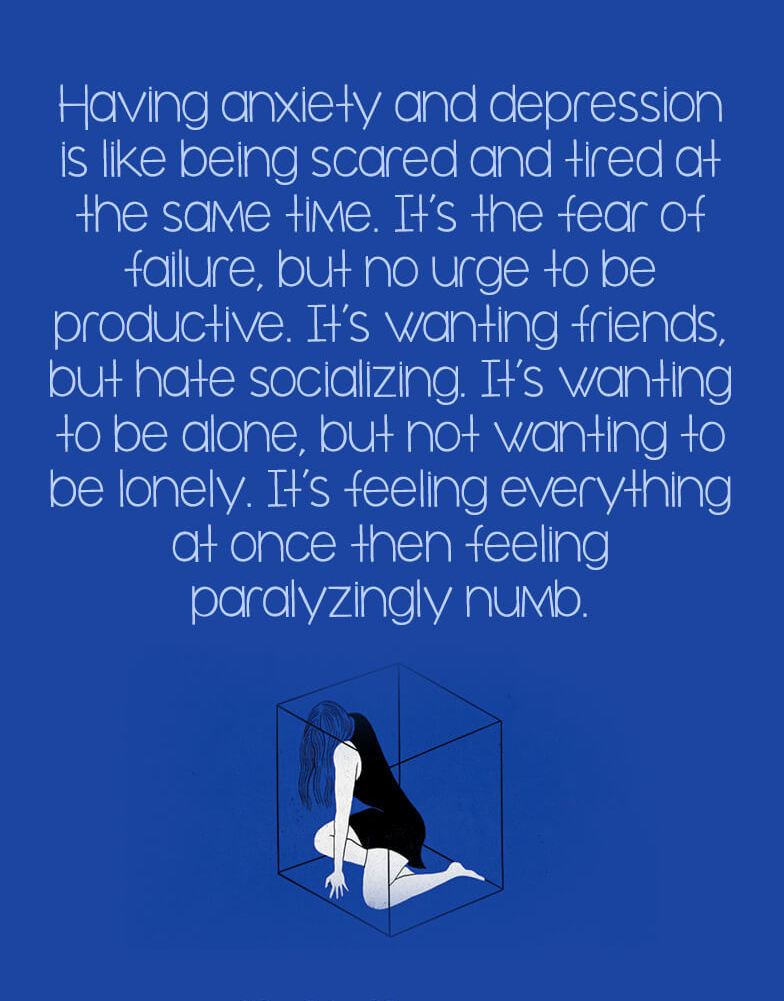 Having anxiety and depression
is like being scared and tired at
the same time. It's the fear of
failure, but no urge to be
productive. It's wanting friends,
but hate socializing. It's wanting
to be alone, but not wanting to
be lonely. It's feeling everything
at once then feeling
paralyzingly numb.